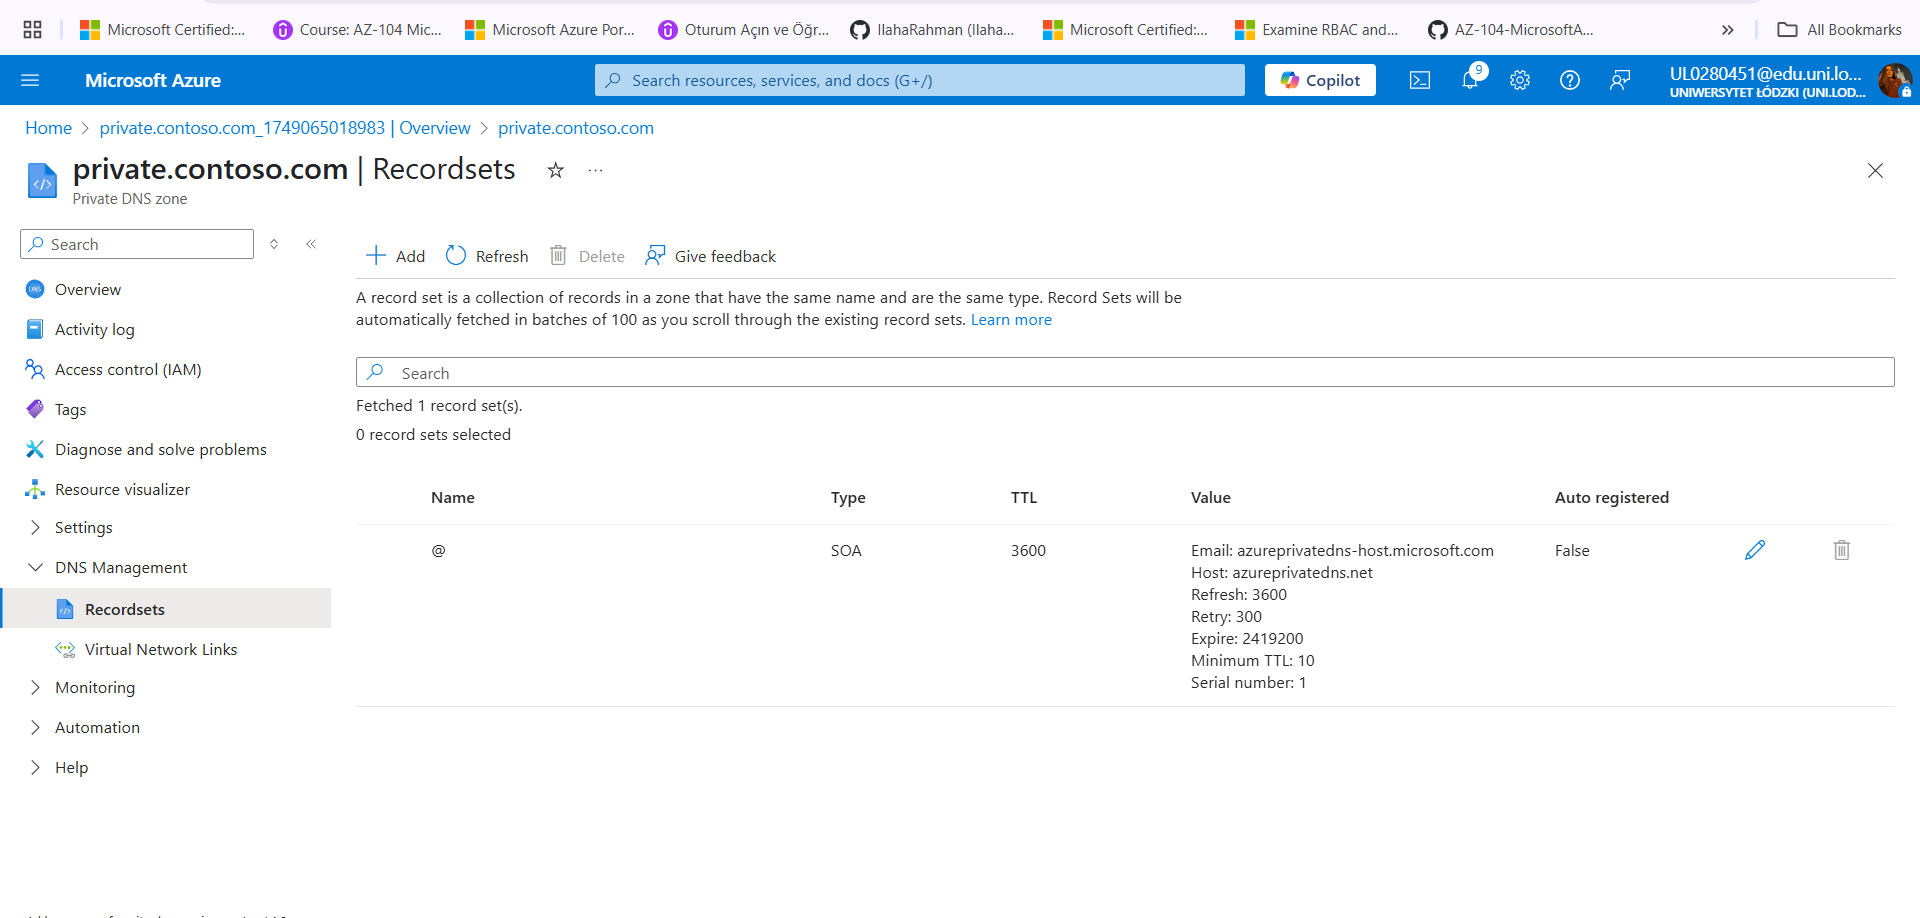 Microsoft Certified:...
Course: AZ-104 Mic...
Microsoft Azure Por...
Oturum Açın ve Öğr...
IlahaRahman (Ilaha...
Microsoft Certified:...
Examine RBAC and...
AZ-104-MicrosoftA...
»
All Bookmarks
Microsoft Azure
Search resources, services, and docs (G+/)
Copilot
9
UL0280451@edu.uni.lo...
UNIWERSYTET ŁÓDZKI (UNI.LOD...
Home > private.contoso.com_1749065018983 | Overview > private.contoso.com
private.contoso.com | Recordsets
Private DNS zone
Search
Overview
Activity log
Access control (IAM)
Tags
Diagnose and solve problems
Resource visualizer
Settings
DNS Management
Recordsets
Virtual Network Links
Monitoring
Automation
Help
Add
Refresh
Delete
Give feedback
A record set is a collection of records in a zone that have the same name and are the same type. Record Sets will be
automatically fetched in batches of 100 as you scroll through the existing record sets. Learn more
Search
Fetched 1 record set(s).
0 record sets selected
Name Type TTL Value Auto registered
@ SOA 3600 Email: azureprivatedns-host.microsoft.com False
Host: azureprivatedns.net
Refresh: 3600
Retry: 300
Expire: 2419200
Minimum TTL: 10
Serial number: 1